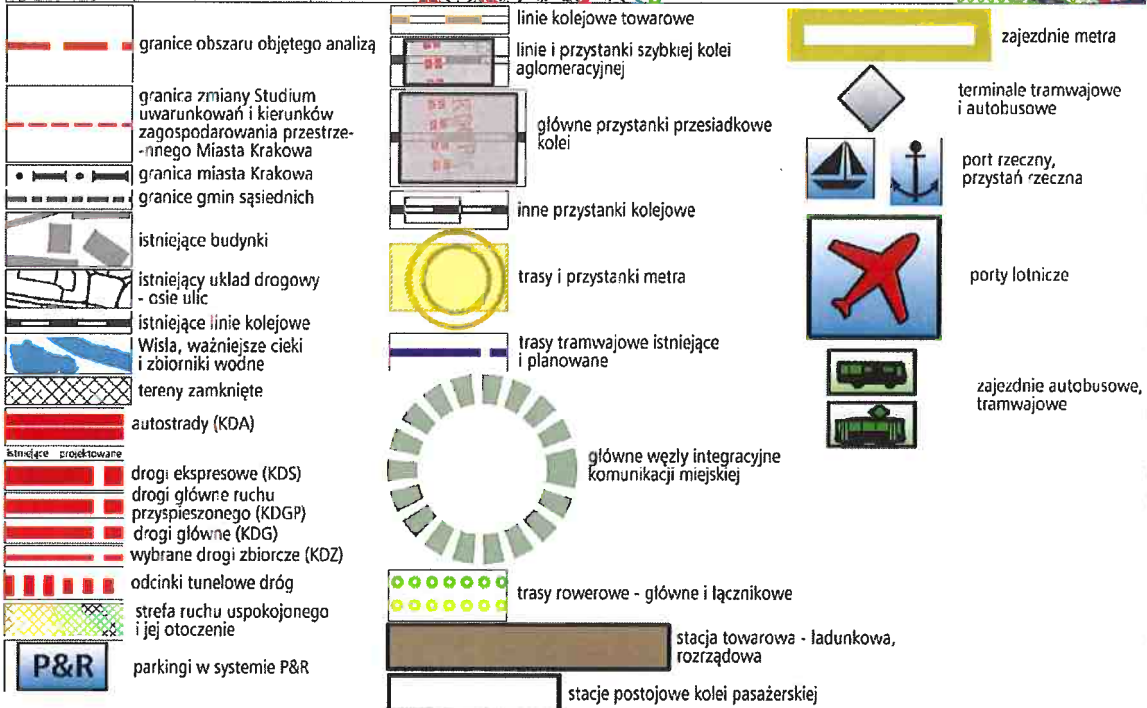 granice obszaru objętego analizą
granica zmiany Studium
uwarunkowań i kierunków
zagospodarowania przestrze-
-nnego Miasta Krakowa
granica miasta Krakowa
granice gmin sąsiednich
istniejące budynki
istniejący układ drogowy
- osie ulic
istniejące linie kolejowe
Wisła, ważniejsze cieki
i zbiorniki wodne
tereny zamknięte
autostrady (KDA)
istniejące projektowane
drogi ekspresowe (KDS)
drogi główne ruchu
przyspieszonego (KDGP)
drogi główne (KDG)
wybrane drogi zbiorcze (KDZ)
odcinki tunelowe dróg
strefa ruchu uspokojonego
i jej otoczenie
P&R
parkingi w systemie P&R
linie kolejowe towarowe
linie i przystanki szybkiej kolei
aglomeracyjnej
główne przystanki przesiadkowe
kolei
inne przystanki kolejowe
trasy i przystanki metra
trasy tramwajowe istniejące
i planowane
główne węzły integracyjne
komunikacji miejskiej
trasy rowerowe - główne i łącznikowe
stacja towarowa - ładunkowa,
rozrządowa
stacje postojowe kolei pasażerskiej
zajezdnie metra
terminale tramwajowe
i autobusowe
port rzeczny,
przystań rzeczna
porty lotnicze
zajezdnie autobusowe,
tramwajowe